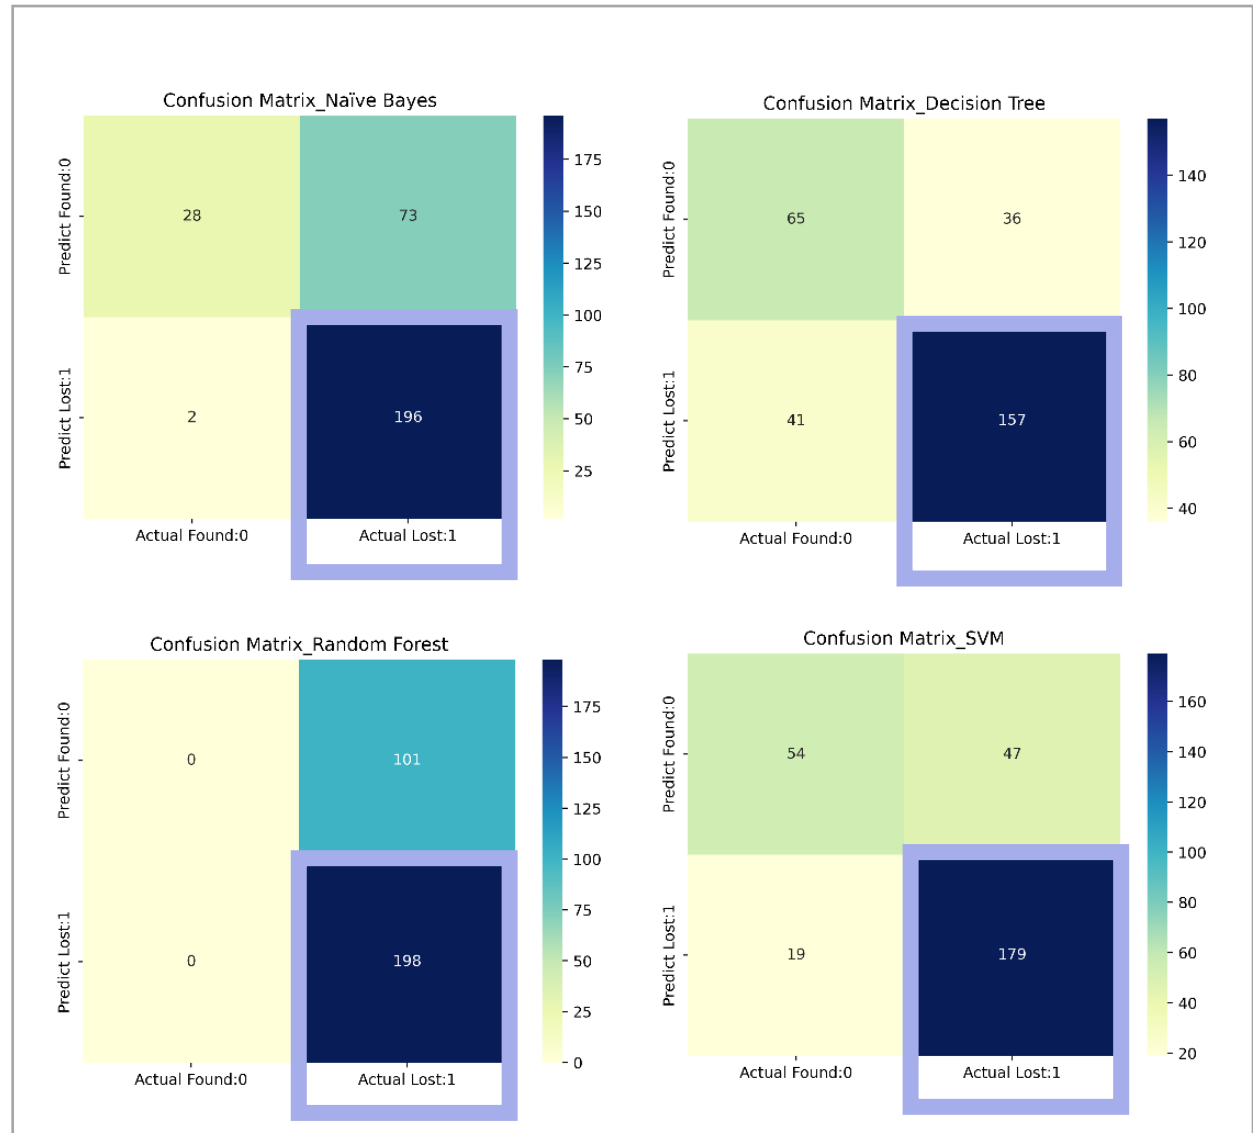 Confusion Matrix_Naïve Bayes
Predict Found:0
28
73
Predict Lost:1
2
196
Actual Found:0
Actual Lost:1
175
150
125
100
75
50
25
Confusion Matrix_Decision Tree
Predict Found:0
65
36
Predict Lost:1
41
157
Actual Found:0
Actual Lost:1
140
120
100
80
60
40
Confusion Matrix_Random Forest
Predict Found:0
0
101
Predict Lost:1
0
198
Actual Found:0
Actual Lost:1
175
150
125
100
75
50
25
0
Confusion Matrix_SVM
Predict Found:0
54
47
Predict Lost:1
19
179
Actual Found:0
Actual Lost:1
160
140
120
100
80
60
40
20